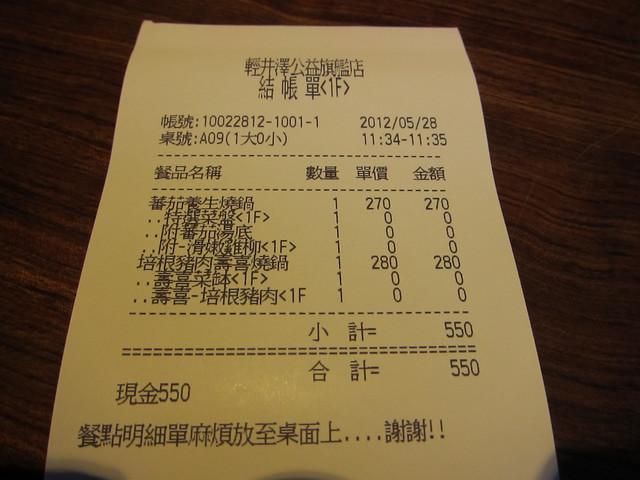 輕井澤公益旗艦店
結 帳 單<1F>
帳號:10022812-1001-1 2012/05/28
桌號:A09(1大0小) 11:34-11:35
餐品名稱 數量 單價 金額
蕃茄養生燒鍋 1 270 270
..特選菜盤<1F> 1 0 0
..附蕃茄湯底 1 0 0
..附-滑嫩雞柳<1F> 1 0 0
培根豬肉壽喜燒鍋 1 280 280
..壽喜菜缽<1F> 1 0 0
..壽喜-培根豬肉<1F 1 0 0
小 計= 550
合 計= 550
現金550
餐點明細單麻煩放至桌面上....謝謝!!